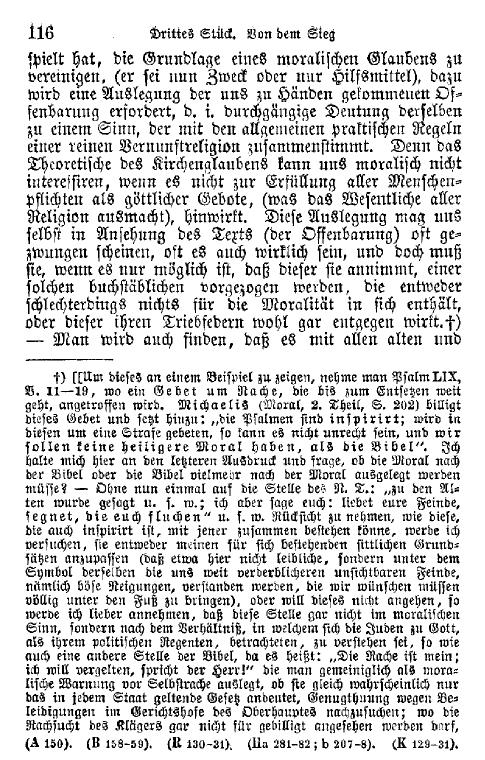 116 Drittes Stück. Von dem Sieg
spielt hat, die Grundlage eines moralischen Glaubens zu
vereinigen, (er sei nun Zweck oder nur Hilfsmittel), dazu
wird eine Auslegung der uns zu Händen gekommenen Of-
fenbarung erfordert, d. i. durchgängige Deutung derselben
zu einem Sinn, der mit den allgemeinen praktischen Regeln
einer reinen Vernunftreligion zusammenstimmt. Denn das
Theoretische des Kirchenglaubens kann uns moralisch nicht
interessiren, wenn es nicht zur Erfüllung aller Menschen-
pflichten als göttlicher Gebote, (was das Wesentliche aller
Religion ausmacht), hinwirkt. Diese Auslegung mag uns
selbst in Ansehung des Texts (der Offenbarung) oft ge-
zwungen scheinen, oft es auch wirklich sein, und doch muß
sie, wenn es nur möglich ist, daß dieser sie annimmt, einer
solchen buchstäblichen vorgezogen werden, die entweder
schlechterdings nichts für die Moralität in sich enthält,
oder dieser ihren Triebfedern wohl gar entgegen wirkt.†)
— Man wird auch finden, daß es mit allen alten und
†) [[Um dieses an einem Beispiel zu zeigen, nehme man Psalm LIX,
V. 11—19, wo ein Gebet um Rache, die bis zum Entsetzen weit
geht, angetroffen wird. Michaelis (Moral, 2. Theil, S. 202) billigt
dieses Gebet und setzt hinzu: „die Psalmen sind inspirirt; wird in
diesen um eine Strafe gebeten, so kann es nicht unrecht sein, und wir
sollen keine heiligere Moral haben, als die Bibel“. Ich
halte mich hier an den letzteren Ausdruck und frage, ob die Moral nach
der Bibel oder die Bibel vielmehr nach der Moral ausgelegt werden
müsse? — Ohne nun einmal auf die Stelle des N. T.: „zu den Al-
ten wurde gesagt u. s. w.; ich aber sage euch: liebet eure Feinde,
segnet, die euch fluchen“ u. s. w. Rücksicht zu nehmen, wie diese,
die auch inspirirt ist, mit jener zusammen bestehen könne, werde ich
versuchen, sie entweder meinen für sich bestehenden sittlichen Grund-
sätzen anzupassen (daß etwa hier nicht leibliche, sondern unter dem
Symbol derselben die uns weit verderblicheren unsichtbaren Feinde,
nämlich böse Neigungen, verstanden werden, die wir wünschen müssen
völlig unter den Fuß zu bringen), oder will dieses nicht angehen, so
werde ich lieber annehmen, daß diese Stelle gar nicht im moralischen
Sinn, sondern nach dem Verhältniß, in welchem sich die Juden zu Gott,
als ihrem politischen Regenten, betrachteten, zu verstehen sei, so wie
auch eine andere Stelle der Bibel, da es heißt: „Die Rache ist mein;
ich will vergelten, spricht der Herr!“ die man gemeiniglich als mora-
lische Warnung vor Selbstrache auslegt, ob sie gleich wahrscheinlich nur
das in jedem Staat geltende Gesetz andeutet, Genugthuung wegen Be-
leidigungen im Gerichtshofe des Oberhauptes nachzusuchen; wo die
Rachsucht des Klägers gar nicht für gebilligt angesehen werden darf,
(A 150). (B 158-59). (R 130-31). (Ha 281-82; b 207-8). (K 129-31).